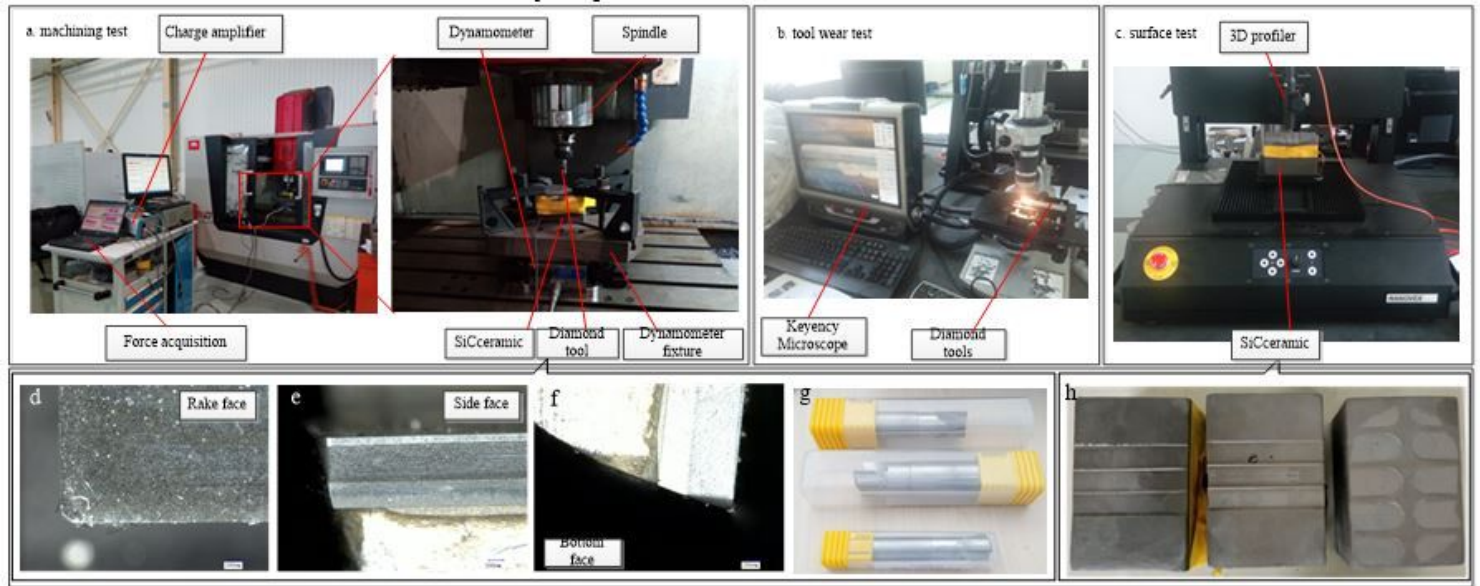 a. machining test
Charge amplifier
Dynamometer
Spindle
b. tool wear test
c. surface test
3D profiler
Force acquisition
SiCceramic
Diamond
tool
Dynamometer
fixture
Keyency
Microscope
Diamond
tools
SiCceramic
d
Rake face
e
Side face
f
Bottom
face
g
h